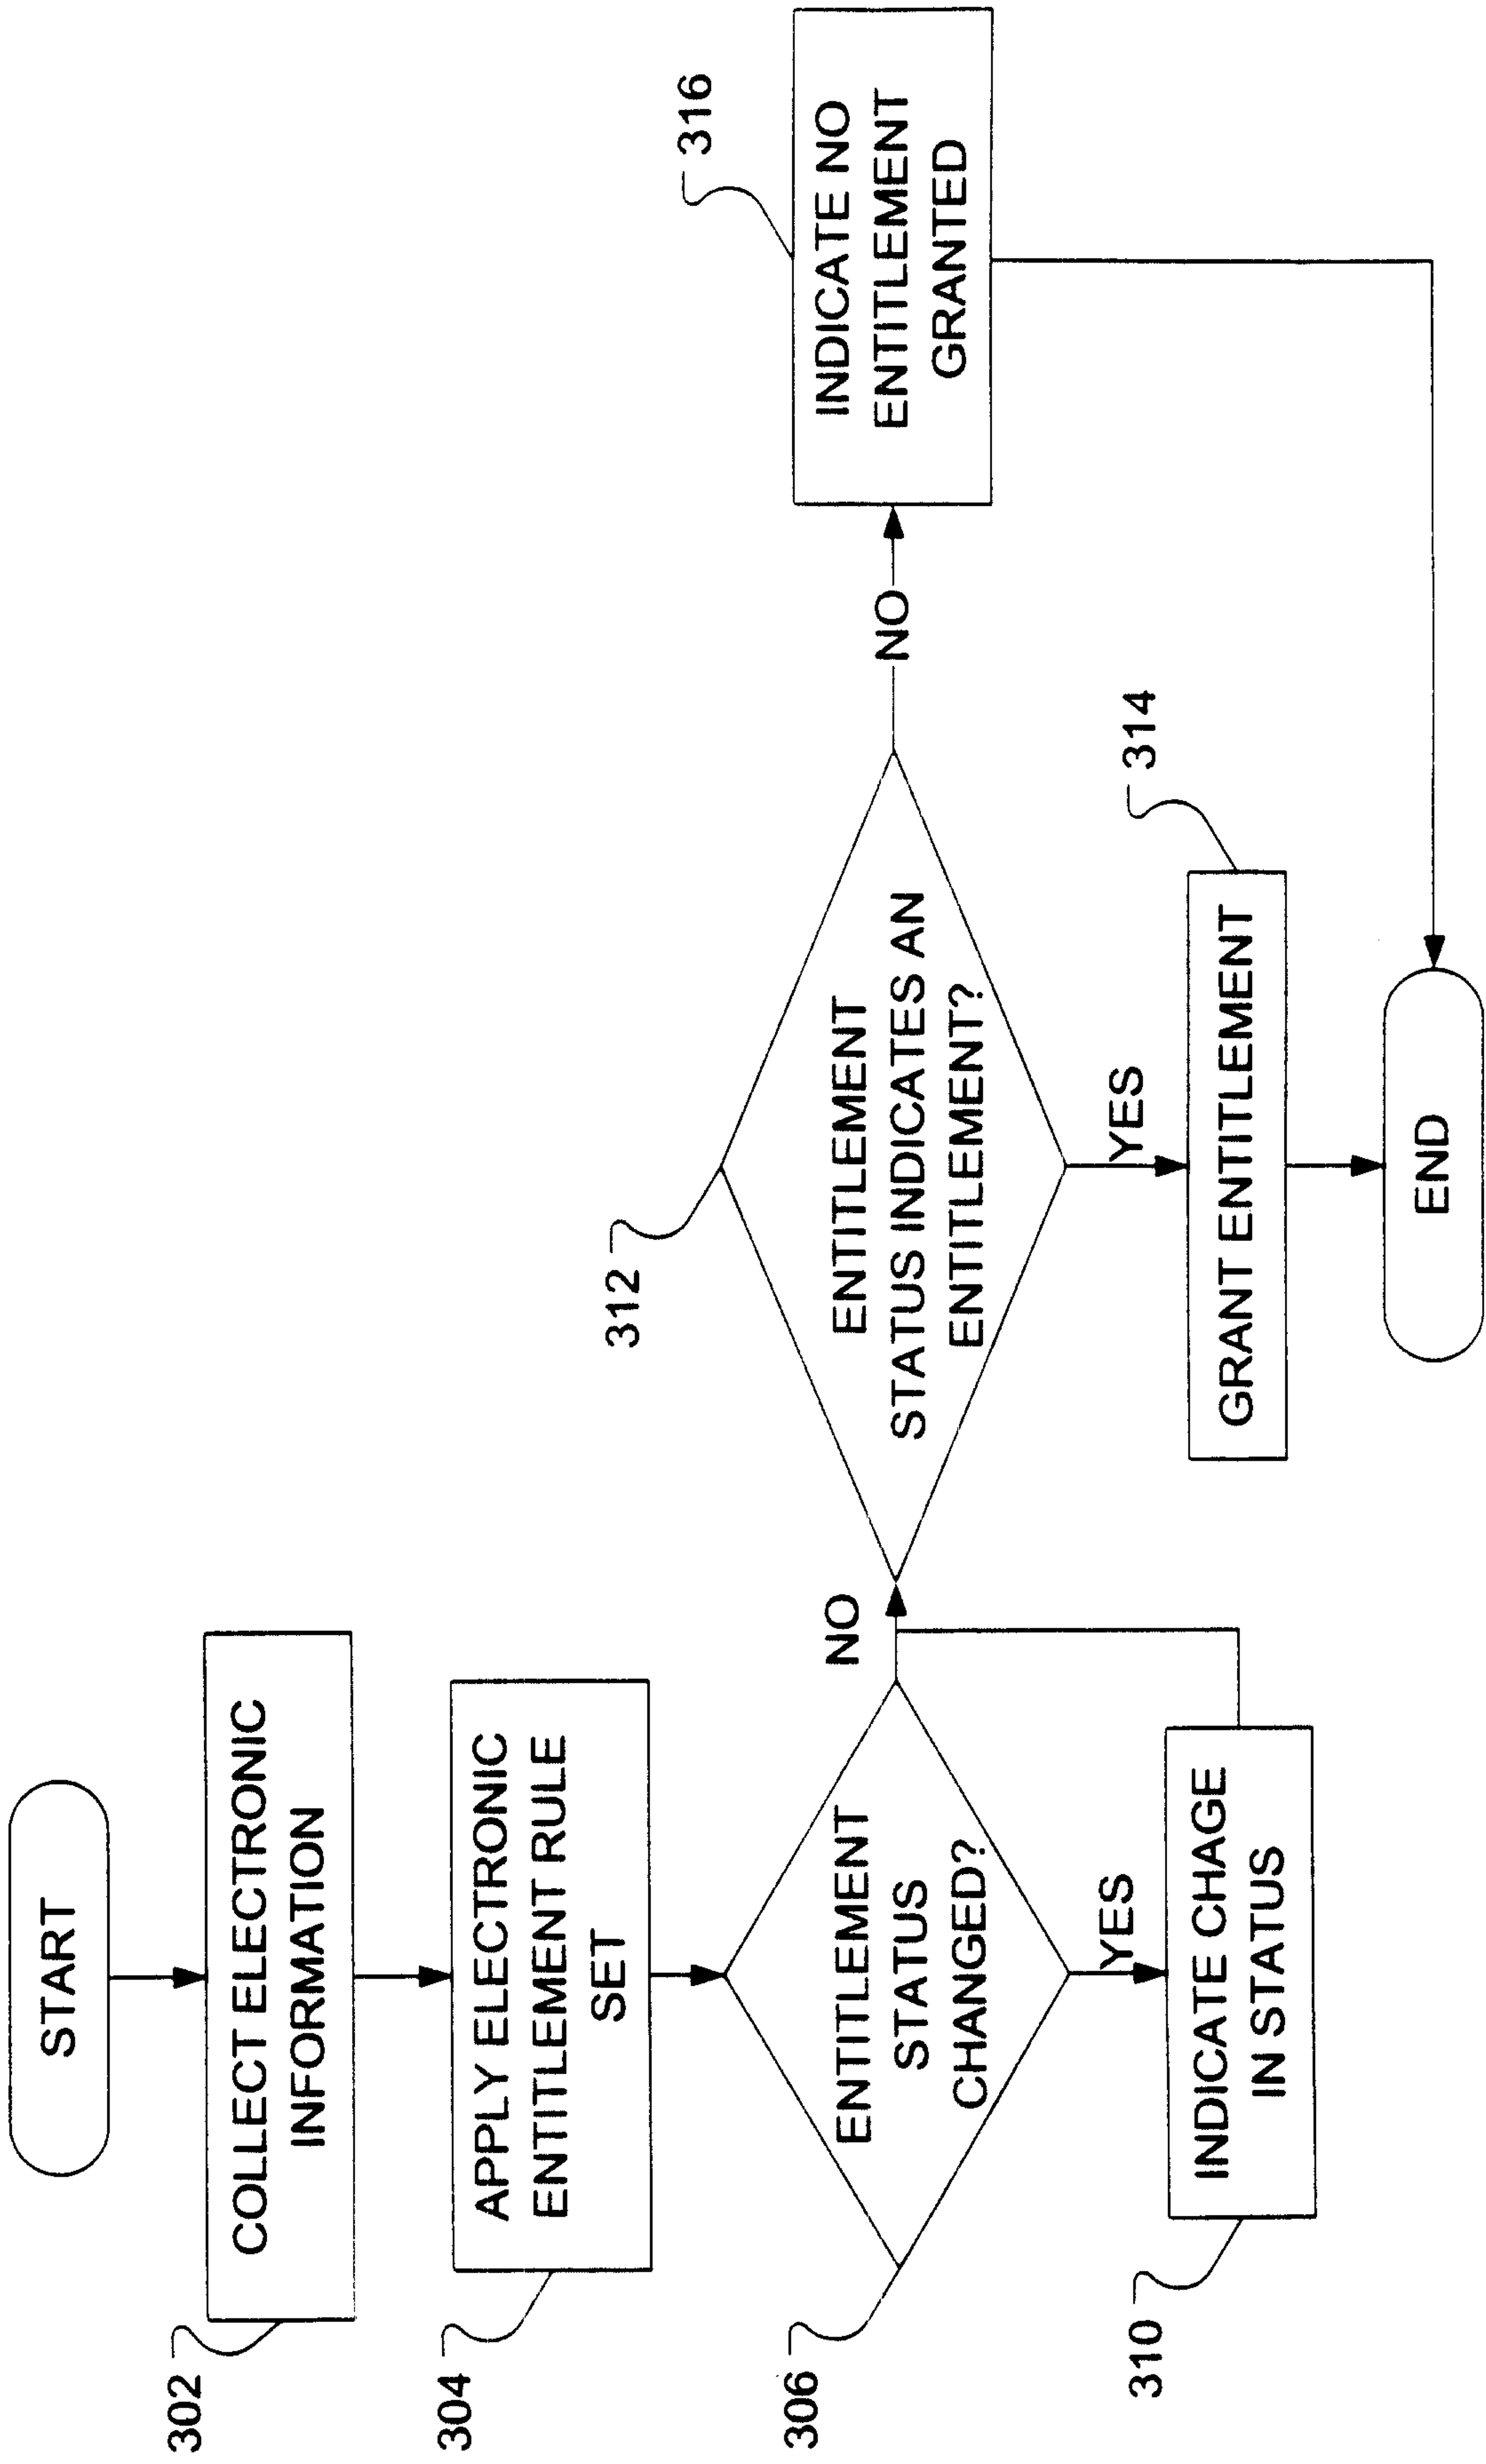 START
302
COLLECT ELECTRONIC
INFORMATION
304
APPLY ELECTRONIC
ENTITLEMENT RULE
SET
306
ENTITLEMENT
STATUS
CHANGED?
NO
YES
310
INDICATE CHAGE
IN STATUS
312
ENTITLEMENT
STATUS INDICATES AN
ENTITLEMENT?
NO
YES
314
GRANT ENTITLEMENT
316
INDICATE NO
ENTITLEMENT
GRANTED
END